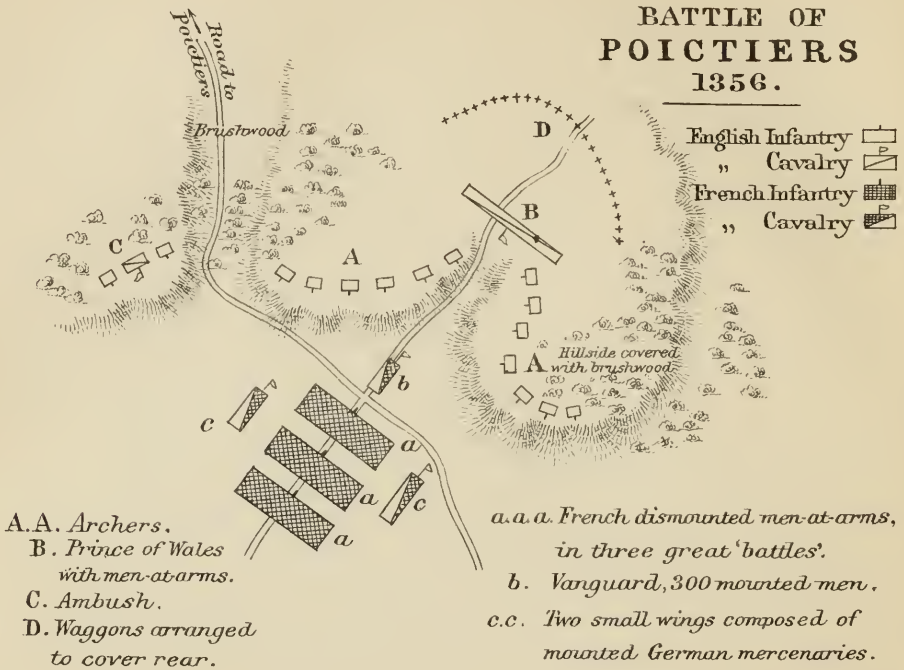 BATTLE OF
POICTIERS
1356.
Road to
Poictiers
Brushwood
English Infantry
„ Cavalry
French Infantry
„ Cavalry
D
B
C
A
A
Hillside covered
with brushwood
b
c
a
a
c
a
A.A. Archers.
B. Prince of Wales
with men-at-arms.
C. Ambush.
D. Waggons arranged
to cover rear.
a.a.a. French dismounted men-at-arms,
in three great 'battles'.
b. Vanguard, 300 mounted men.
c.c. Two small wings composed of
mounted German mercenaries.